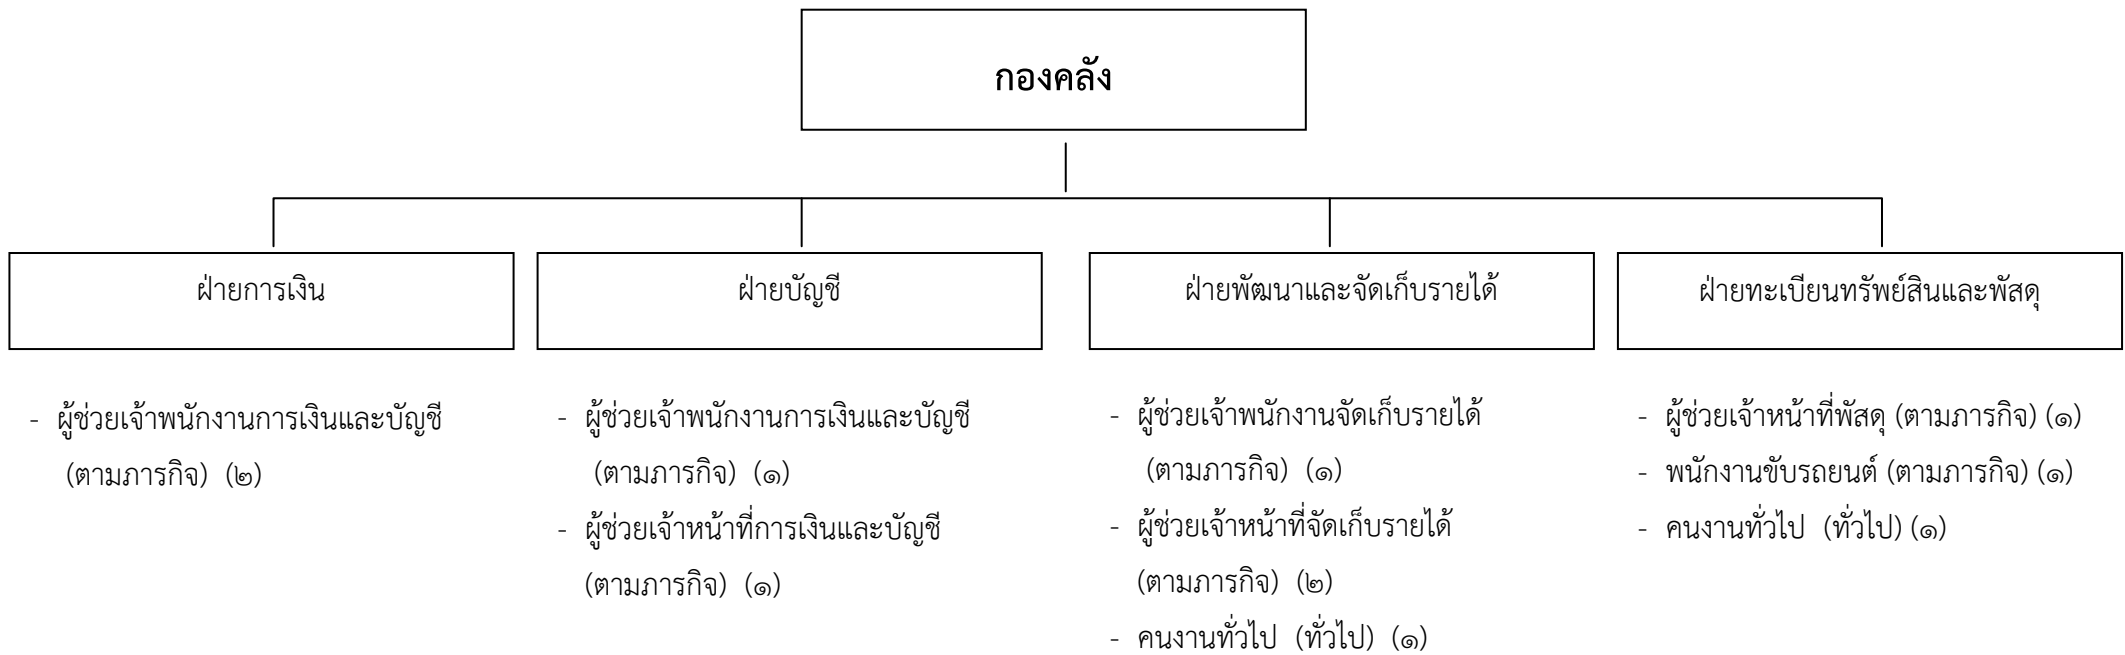 กองคลัง
ฝ่ายการเงิน
ฝ่ายบัญชี
ฝ่ายพัฒนาและจัดเก็บรายได้
ฝ่ายทะเบียนทรัพย์สินและพัสดุ
- ผู้ช่วยเจ้าพนักงานการเงินและบัญชี
(ตามภารกิจ) (๒)
- ผู้ช่วยเจ้าพนักงานการเงินและบัญชี
(ตามภารกิจ) (๑)
- ผู้ช่วยเจ้าหน้าที่การเงินและบัญชี
(ตามภารกิจ) (๑)
- ผู้ช่วยเจ้าพนักงานจัดเก็บรายได้
(ตามภารกิจ) (๑)
- ผู้ช่วยเจ้าหน้าที่จัดเก็บรายได้
(ตามภารกิจ) (๒)
- คนงานทั่วไป (ทั่วไป) (๑)
- ผู้ช่วยเจ้าหน้าที่พัสดุ (ตามภารกิจ) (๑)
- พนักงานขับรถยนต์ (ตามภารกิจ) (๑)
- คนงานทั่วไป (ทั่วไป) (๑)